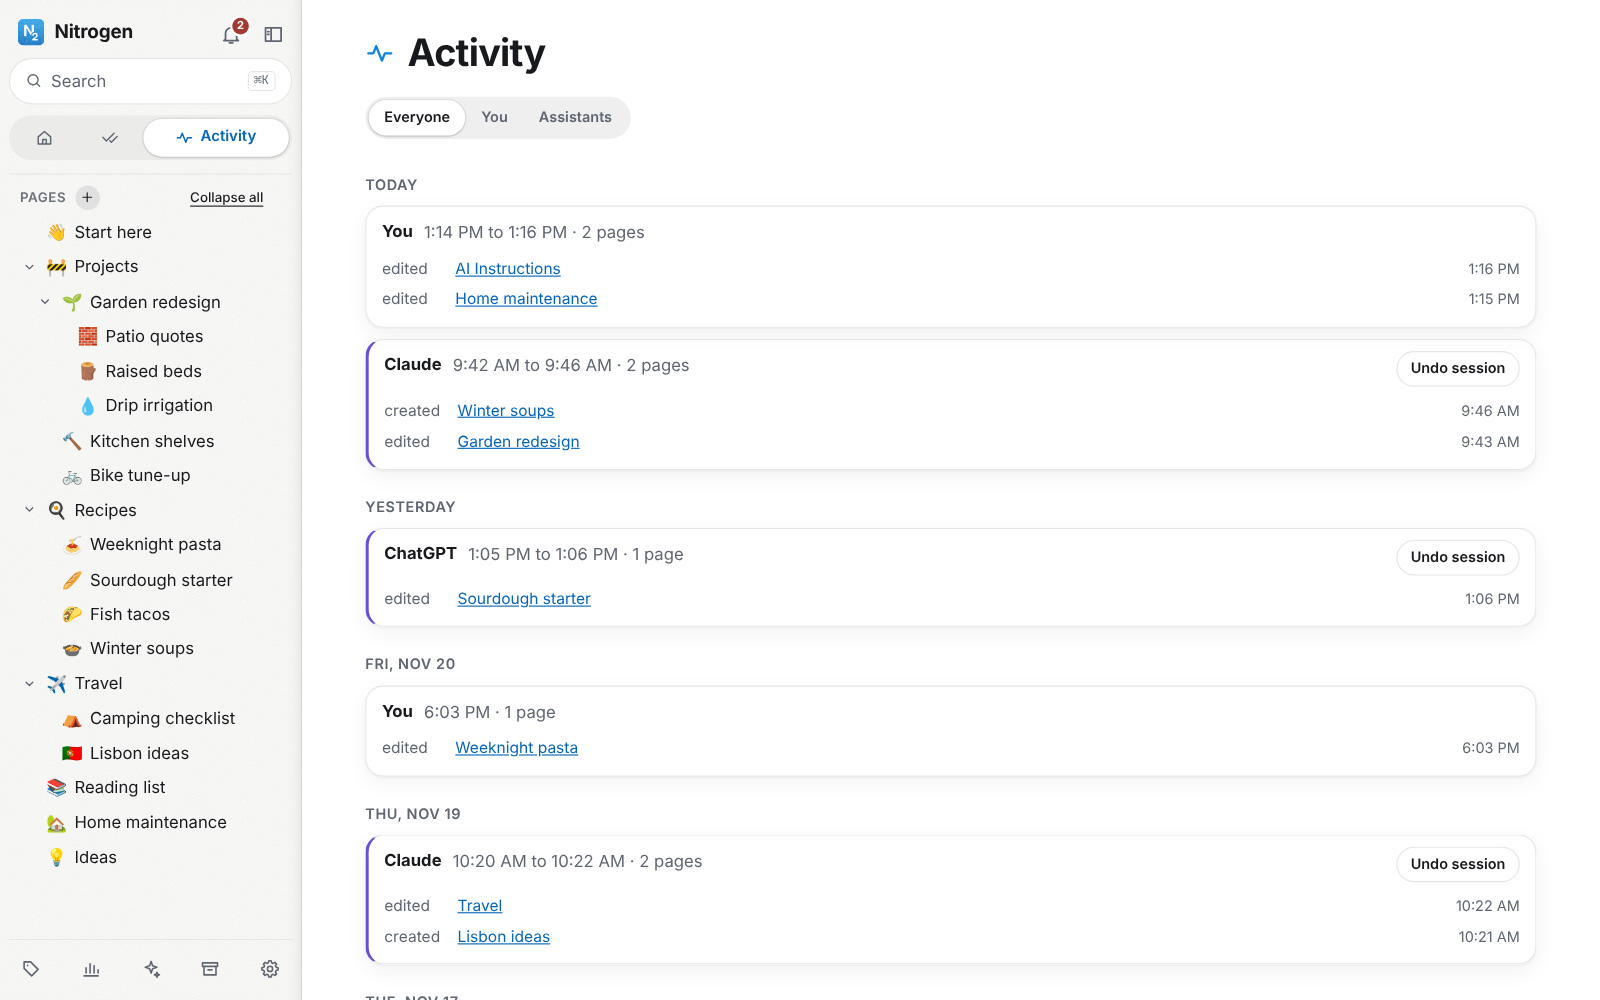 N2 Nitrogen 2
Search ⌘K
Activity
PAGES + Collapse all
Start here
Projects
Garden redesign
Patio quotes
Raised beds
Drip irrigation
Kitchen shelves
Bike tune-up
Recipes
Weeknight pasta
Sourdough starter
Fish tacos
Winter soups
Travel
Camping checklist
Lisbon ideas
Reading list
Home maintenance
Ideas
Activity
Everyone You Assistants
TODAY
You 1:14 PM to 1:16 PM · 2 pages
edited AI Instructions 1:16 PM
edited Home maintenance 1:15 PM
Claude 9:42 AM to 9:46 AM · 2 pages Undo session
created Winter soups 9:46 AM
edited Garden redesign 9:43 AM
YESTERDAY
ChatGPT 1:05 PM to 1:06 PM · 1 page Undo session
edited Sourdough starter 1:06 PM
FRI, NOV 20
You 6:03 PM · 1 page
edited Weeknight pasta 6:03 PM
THU, NOV 19
Claude 10:20 AM to 10:22 AM · 2 pages Undo session
edited Travel 10:22 AM
created Lisbon ideas 10:21 AM
TUE, NOV 17